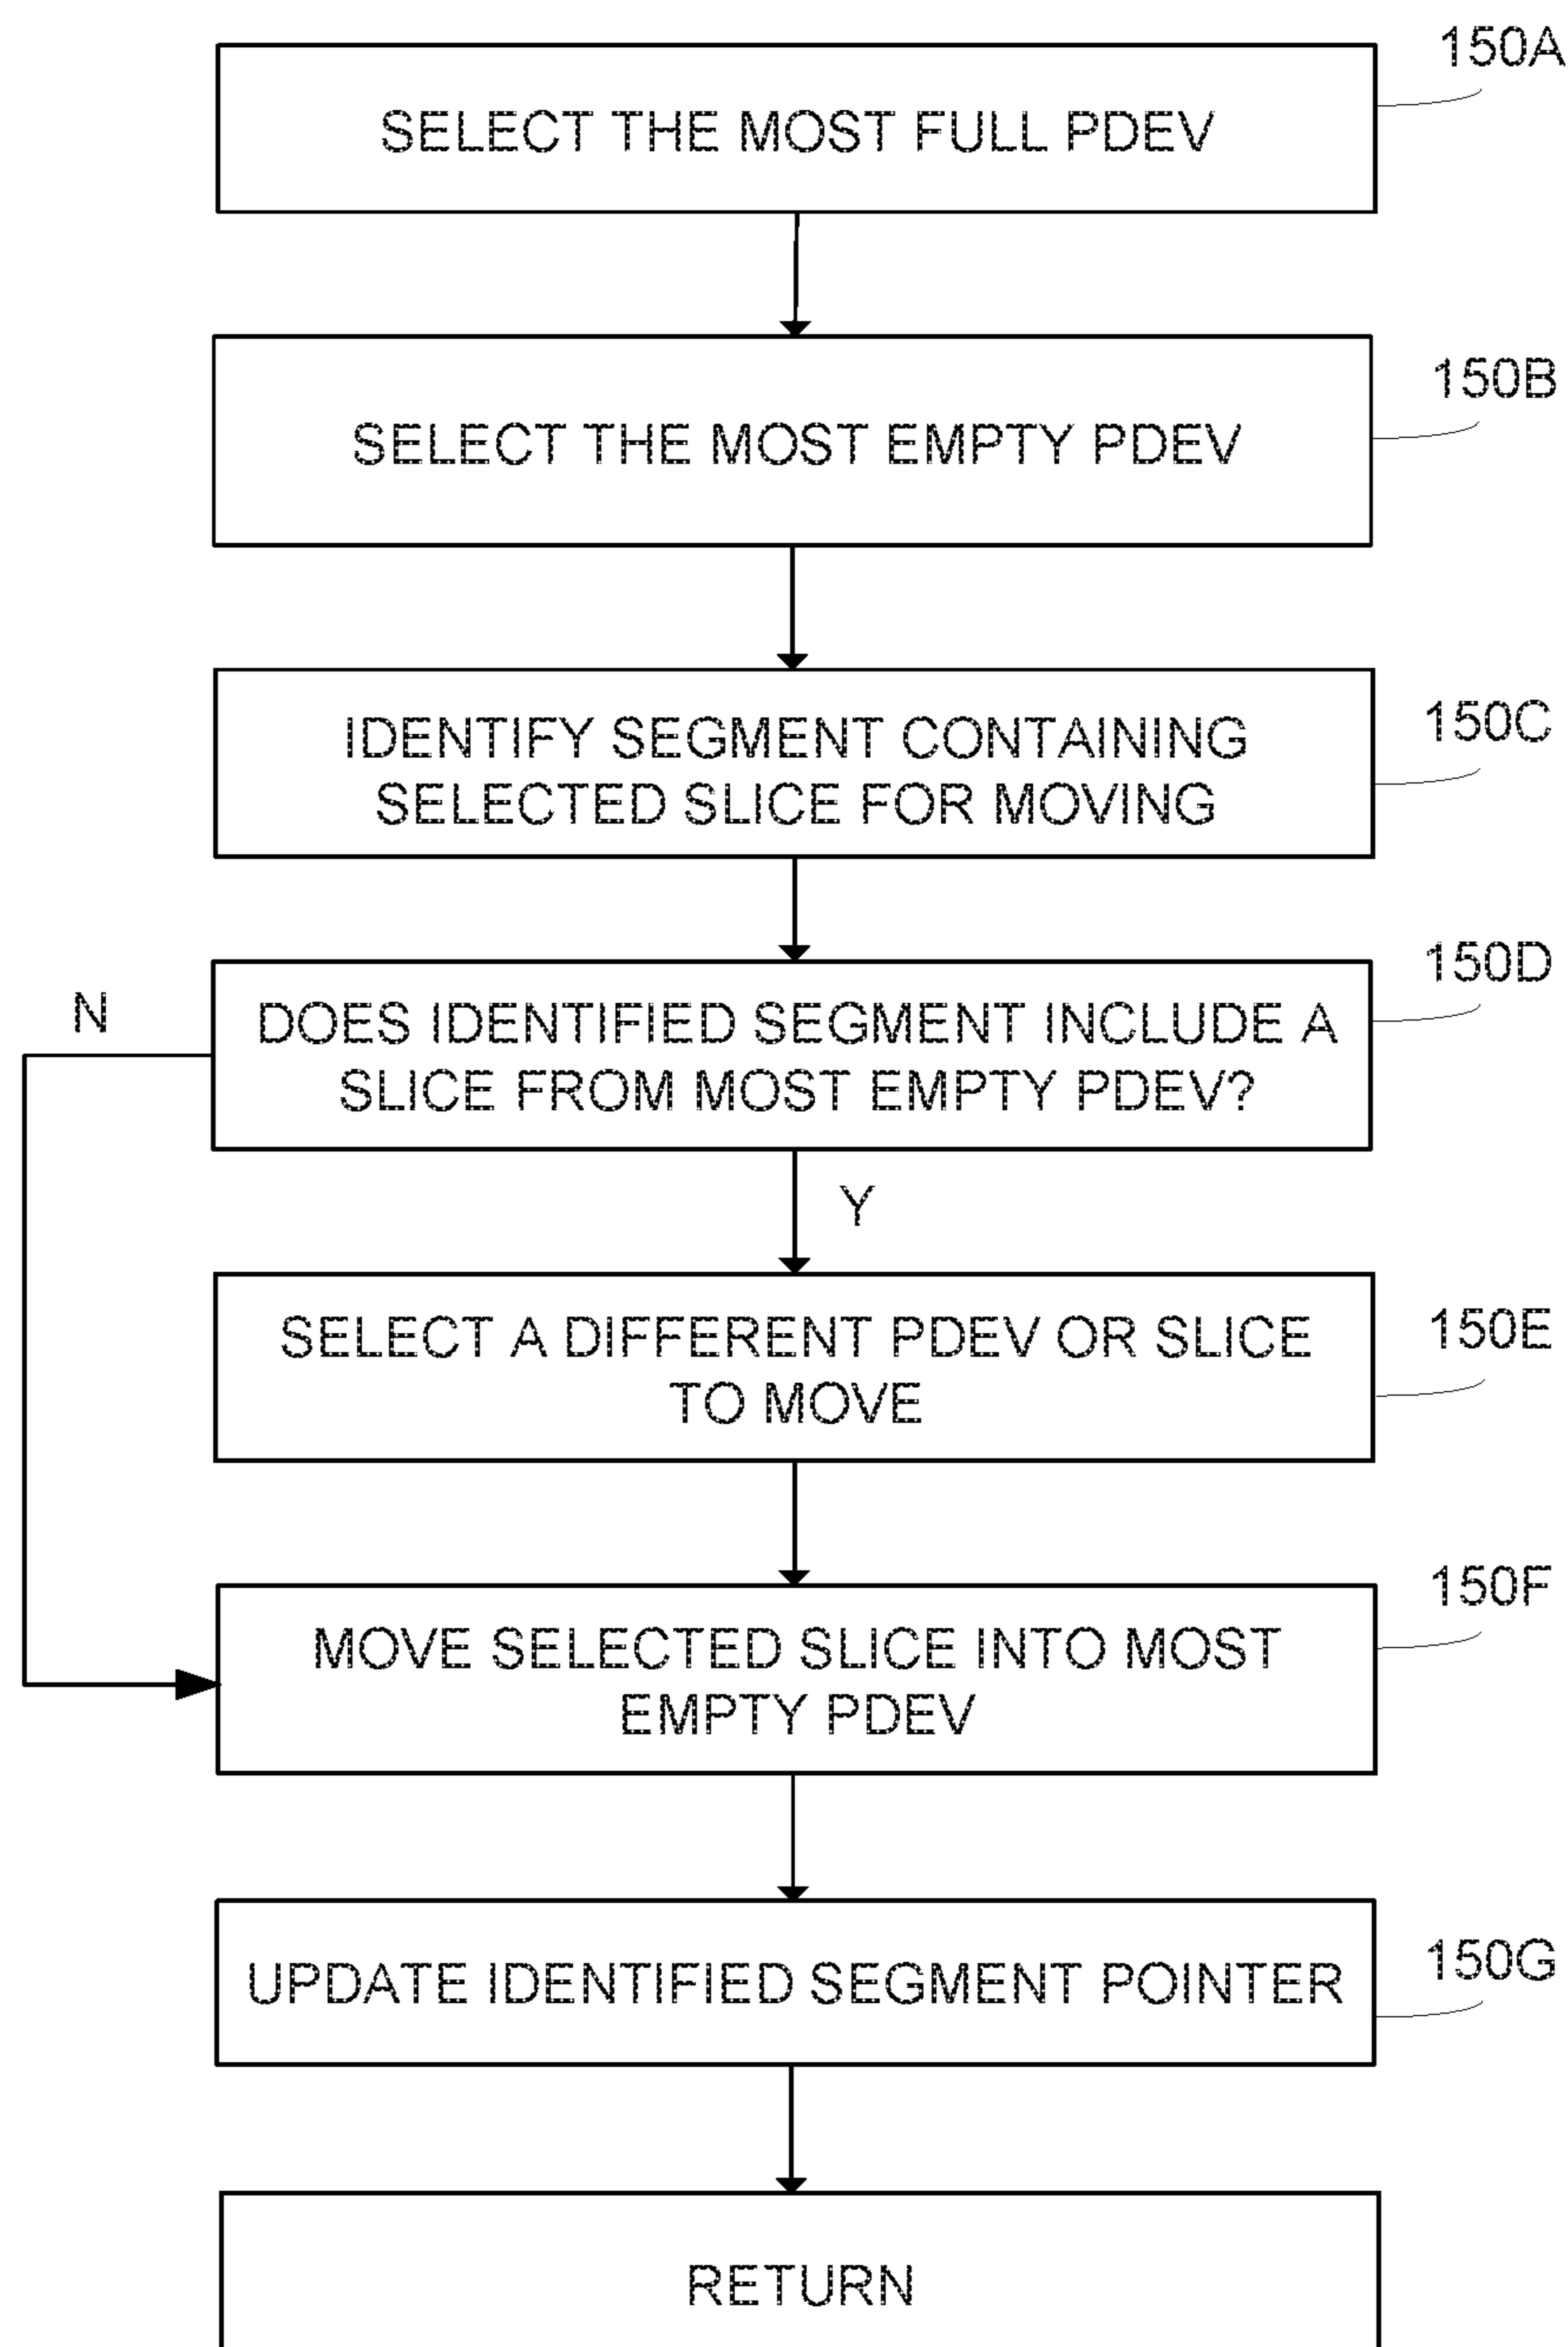 150A
SELECT THE MOST FULL PDEV
150B
SELECT THE MOST EMPTY PDEV
150C
IDENTIFY SEGMENT CONTAINING
SELECTED SLICE FOR MOVING
150D
N
DOES IDENTIFIED SEGMENT INCLUDE A
SLICE FROM MOST EMPTY PDEV?
Y
150E
SELECT A DIFFERENT PDEV OR SLICE
TO MOVE
150F
MOVE SELECTED SLICE INTO MOST
EMPTY PDEV
150G
UPDATE IDENTIFIED SEGMENT POINTER
RETURN